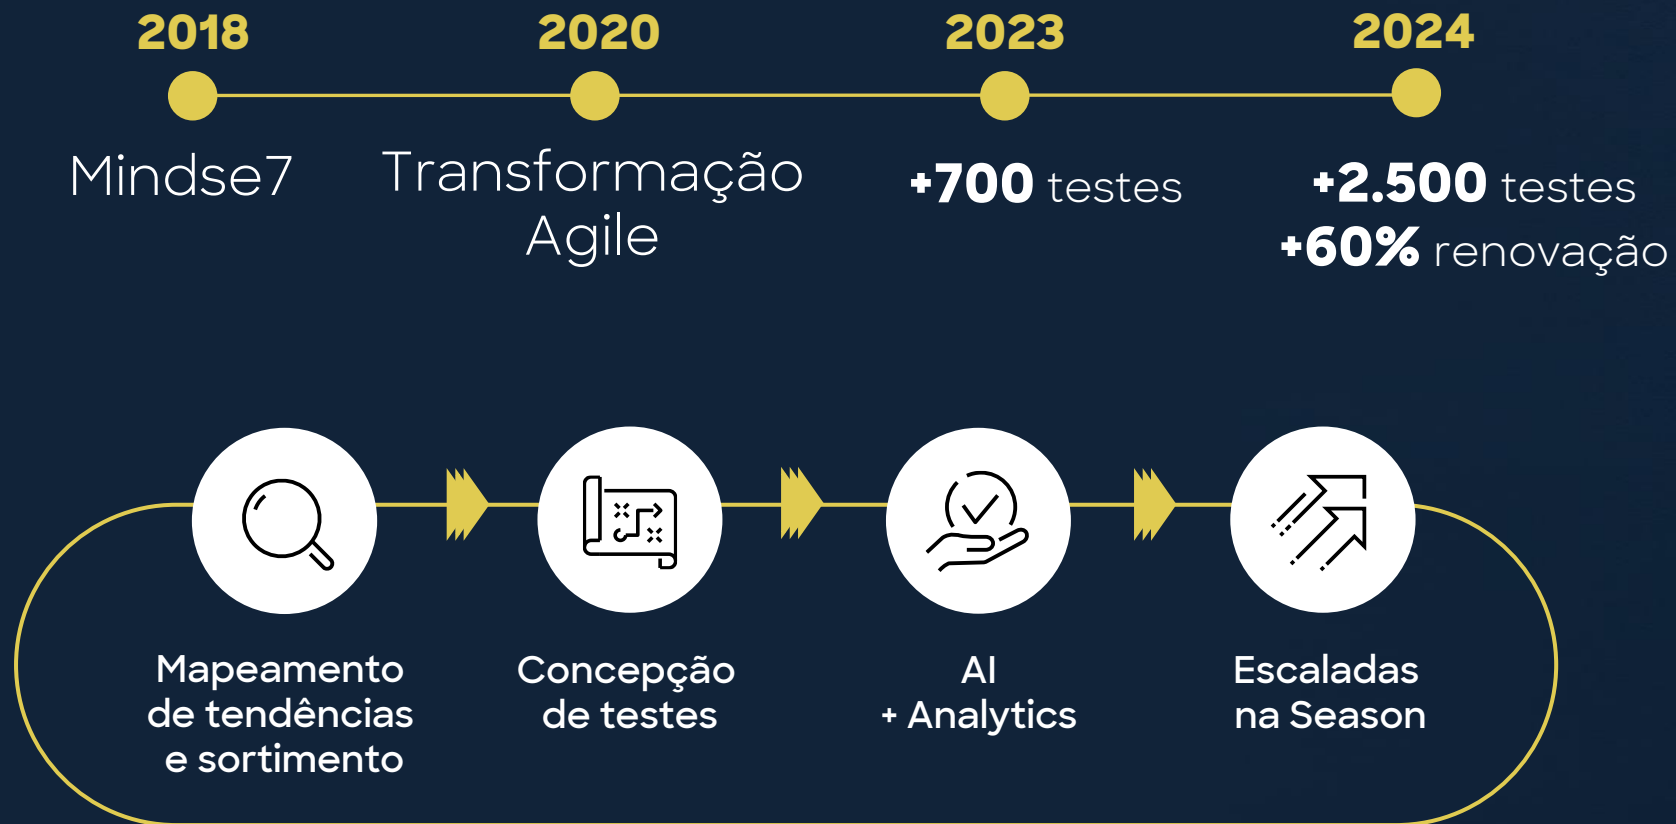 2018
2020
2023
2024
Mindse7
Transformação
Agile
+700 testes
+2.500 testes
+60% renovação
Mapeamento
de tendências
e sortimento
Concepção
de testes
AI
+ Analytics
Escaladas
na Season